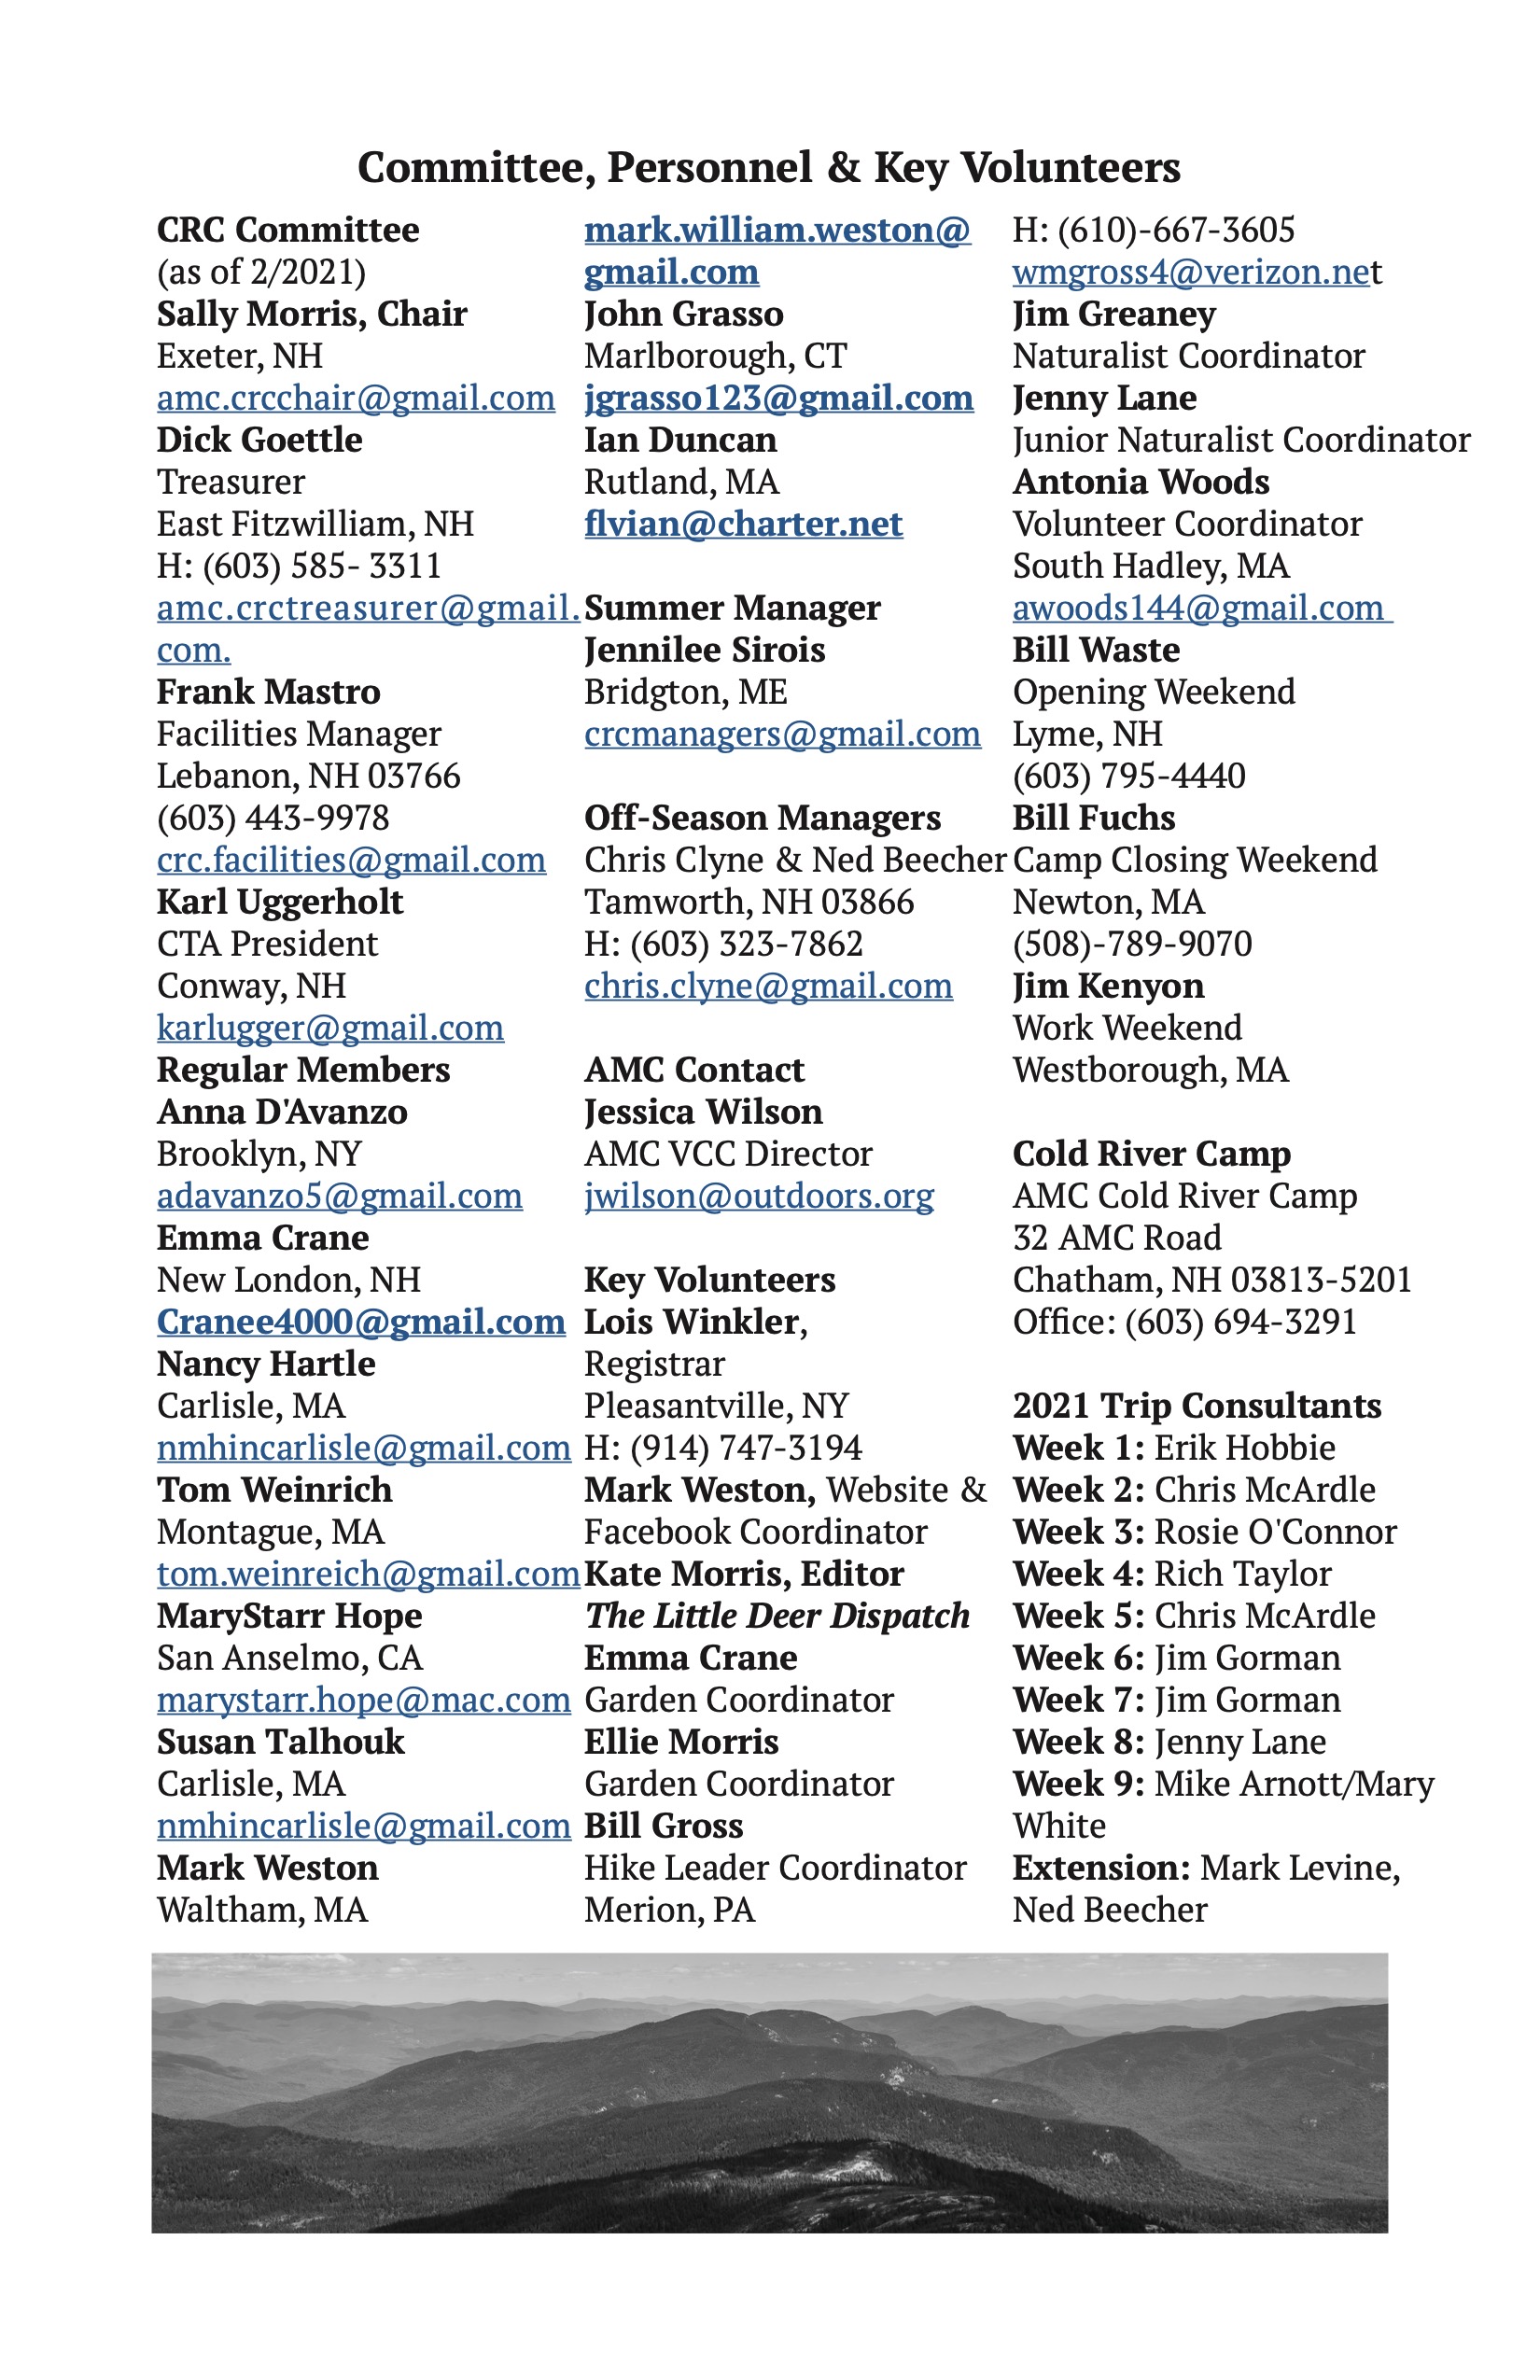 Committee, Personnel & Key Volunteers
CRC Committee
(as of 2/2021)
Sally Morris, Chair
Exeter, NH
amc.crcchair@gmail.com
Dick Goettle
Treasurer
East Fitzwilliam, NH
H: (603) 585- 3311
amc.crctreasurer@gmail.
com.
Frank Mastro
Facilities Manager
Lebanon, NH 03766
(603) 443-9978
crc.facilities@gmail.com
Karl Uggerholt
CTA President
Conway, NH
karlugger@gmail.com
Regular Members
Anna D'Avanzo
Brooklyn, NY
adavanzo5@gmail.com
Emma Crane
New London, NH
Cranee4000@gmail.com
Nancy Hartle
Carlisle, MA
nmhincarlisle@gmail.com
Tom Weinrich
Montague, MA
tom.weinreich@gmail.com
MaryStarr Hope
San Anselmo, CA
marystarr.hope@mac.com
Susan Talhouk
Carlisle, MA
nmhincarlisle@gmail.com
Mark Weston
Waltham, MA
mark.william.weston@
gmail.com
John Grasso
Marlborough, CT
jgrasso123@gmail.com
Ian Duncan
Rutland, MA
flvian@charter.net
Summer Manager
Jennilee Sirois
Bridgton, ME
crcmanagers@gmail.com
Off-Season Managers
Chris Clyne & Ned Beecher
Tamworth, NH 03866
H: (603) 323-7862
chris.clyne@gmail.com
AMC Contact
Jessica Wilson
AMC VCC Director
jwilson@outdoors.org
Key Volunteers
Lois Winkler,
Registrar
Pleasantville, NY
H: (914) 747-3194
Mark Weston, Website &
Facebook Coordinator
Kate Morris, Editor
The Little Deer Dispatch
Emma Crane
Garden Coordinator
Ellie Morris
Garden Coordinator
Bill Gross
Hike Leader Coordinator
Merion, PA
H: (610)-667-3605
wmgross4@verizon.net
Jim Greaney
Naturalist Coordinator
Jenny Lane
Junior Naturalist Coordinator
Antonia Woods
Volunteer Coordinator
South Hadley, MA
awoods144@gmail.com
Bill Waste
Opening Weekend
Lyme, NH
(603) 795-4440
Bill Fuchs
Camp Closing Weekend
Newton, MA
(508)-789-9070
Jim Kenyon
Work Weekend
Westborough, MA
Cold River Camp
AMC Cold River Camp
32 AMC Road
Chatham, NH 03813-5201
Office: (603) 694-3291
2021 Trip Consultants
Week 1: Erik Hobbie
Week 2: Chris McArdle
Week 3: Rosie O'Connor
Week 4: Rich Taylor
Week 5: Chris McArdle
Week 6: Jim Gorman
Week 7: Jim Gorman
Week 8: Jenny Lane
Week 9: Mike Arnott/Mary
White
Extension: Mark Levine,
Ned Beecher